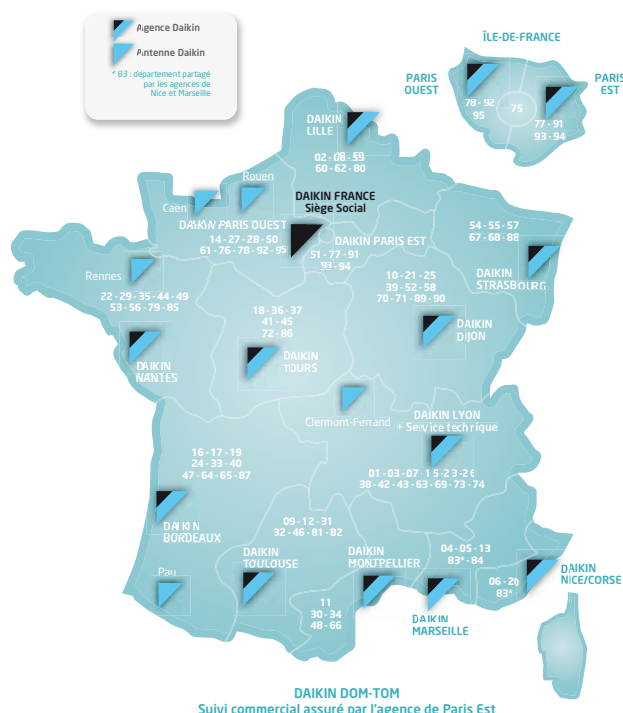 Agence Daikin
Antenne Daikin
* 83 : département partagé
par les agences de
Nice et Marseille
ÎLE-DE-FRANCE
PARIS
OUEST
PARIS
EST
78 - 92
95
75
77 - 91
93 - 94
DAIKIN
LILLE
02 - 08 - 59
60 - 62 - 80
Rouen
Caen
DAIKIN FRANCE
Siège Social
DAIKIN PARIS OUEST
14 - 27 - 28 - 50
61 - 76 - 78 - 92 - 95
DAIKIN PARIS EST
51 - 77 - 91
93 - 94
54 - 55 - 57
67 - 68 - 88
DAIKIN
STRASBOURG
Rennes
22 - 29 - 35 - 44 - 49
53 - 56 - 79 - 85
10 - 21 - 25
39 - 52 - 58
70 - 71 - 89 - 90
18 - 36 - 37
41 - 45
72 - 86
DAIKIN
DIJON
DAIKIN
NANTES
DAIKIN
TOURS
Clermont-Ferrand
DAIKIN LYON
+ Service technique
16 - 17 - 19
24 - 33 - 40
47 - 64 - 65 - 87
01 - 03 - 07 - 15 - 23 - 26
38 - 42 - 43 - 63 - 69 - 73 - 74
DAIKIN
BORDEAUX
09 - 12 - 31
32 - 46 - 81 - 82
04 - 05 - 13
83* - 84
Pau
DAIKIN
TOULOUSE
DAIKIN
MONTPELLIER
DAIKIN
NICE/CORSE
06 - 20
83*
11
30 - 34
48 - 66
DAIKIN
MARSEILLE
DAIKIN DOM-TOM
Suivi commercial assuré par l'agence de Paris Est